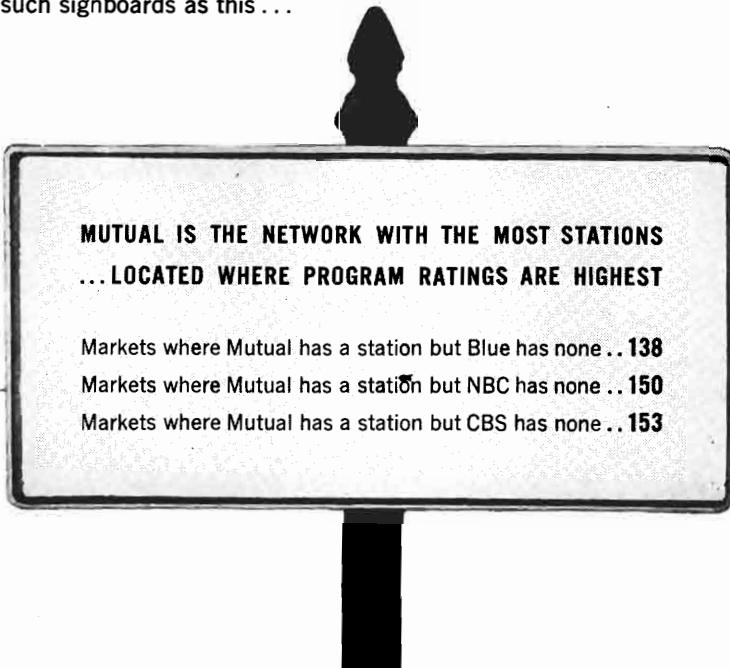 such signboards as this...
MUTUAL IS THE NETWORK WITH THE MOST STATIONS
...LOCATED WHERE PROGRAM RATINGS ARE HIGHEST
Markets where Mutual has a station but Blue has none..138
Markets where Mutual has a station but NBC has none..150
Markets where Mutual has a station but CBS has none..153